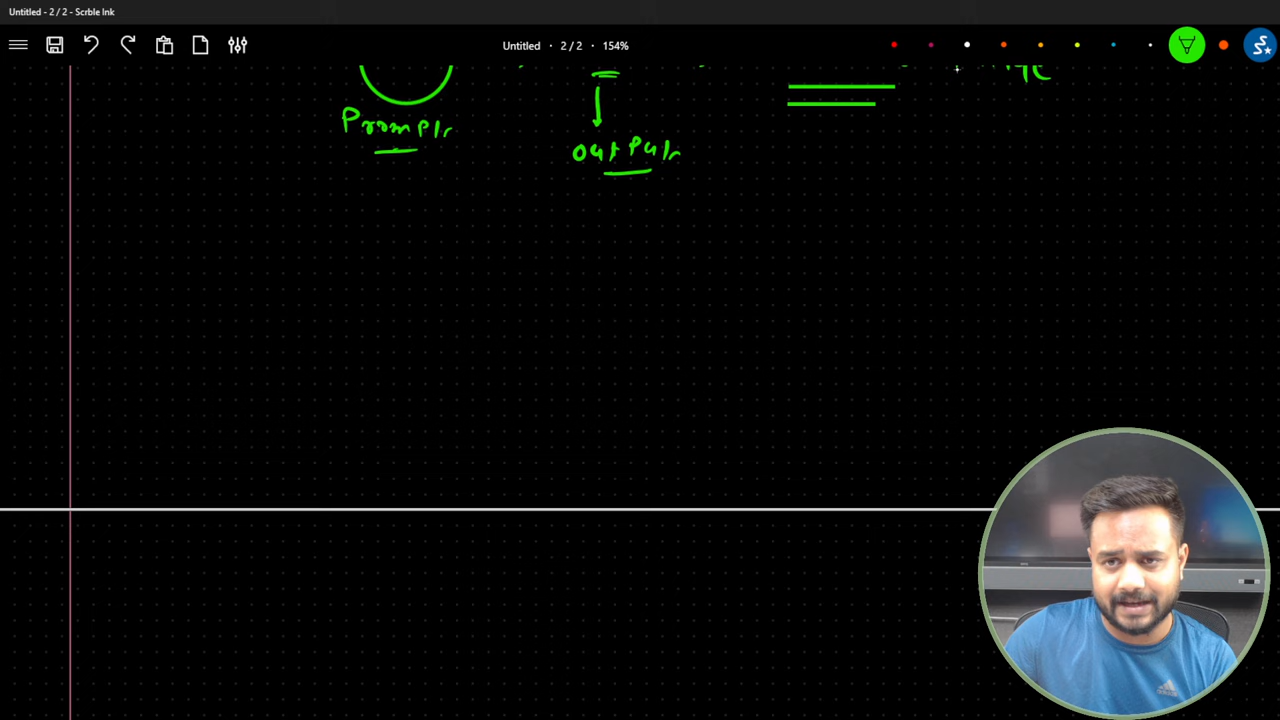 Untitled - 2 / 2 - Scrble Ink
Untitled · 2 / 2 · 154%
Prompt
Output